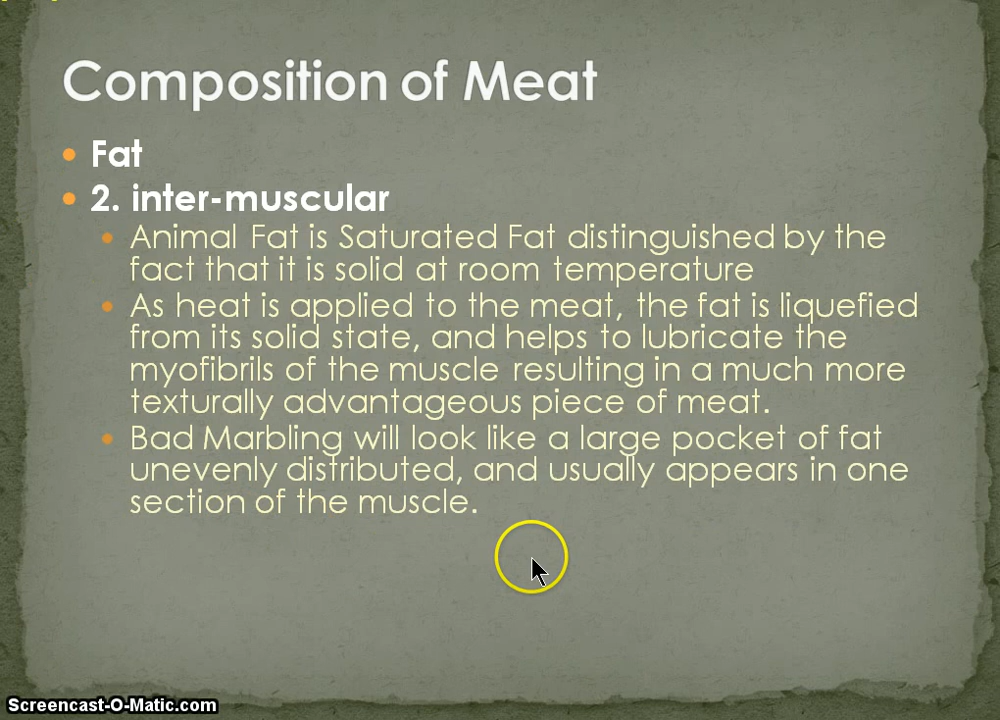 Composition of Meat
Fat
2. inter-muscular
Animal Fat is Saturated Fat distinguished by the
fact that it is solid at room temperature
As heat is applied to the meat, the fat is liquefied
from its solid state, and helps to lubricate the
myofibrils of the muscle resulting in a much more
texturally advantageous piece of meat.
Bad Marbling will look like a large pocket of fat
unevenly distributed, and usually appears in one
section of the muscle.
Screencast-O-Matic.com